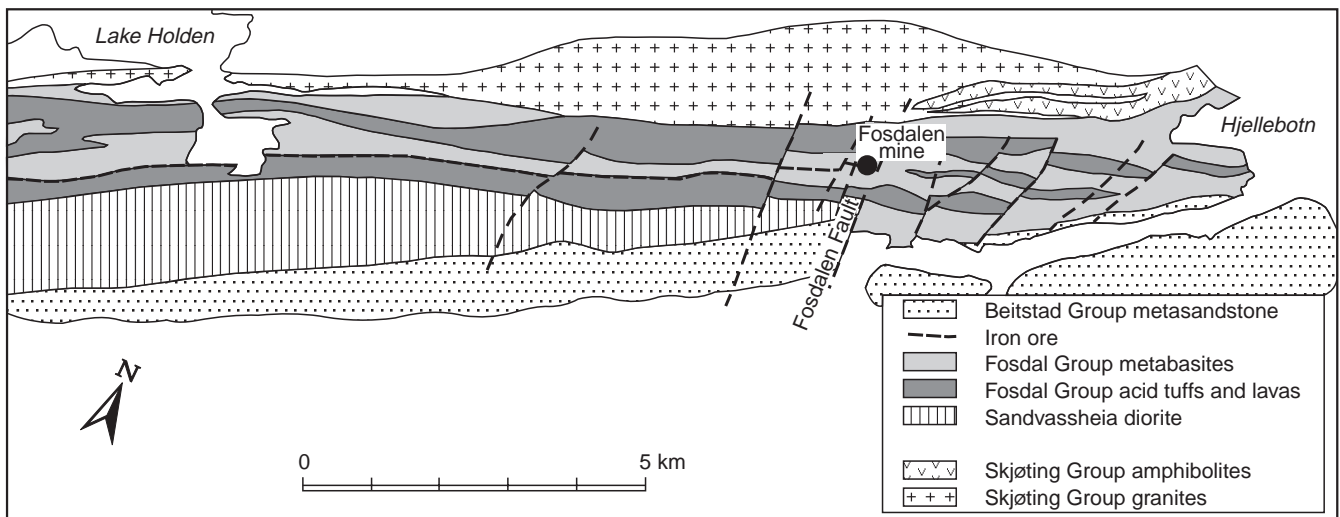 Lake Holden
Hjellebotn
Fosdalen
mine
Fosdalen Fault
Beitstad Group metasandstone
Iron ore
Fosdal Group metabasites
Fosdal Group acid tuffs and lavas
Sandvassheia diorite
Skjøting Group amphibolites
Skjøting Group granites
N
0
5 km